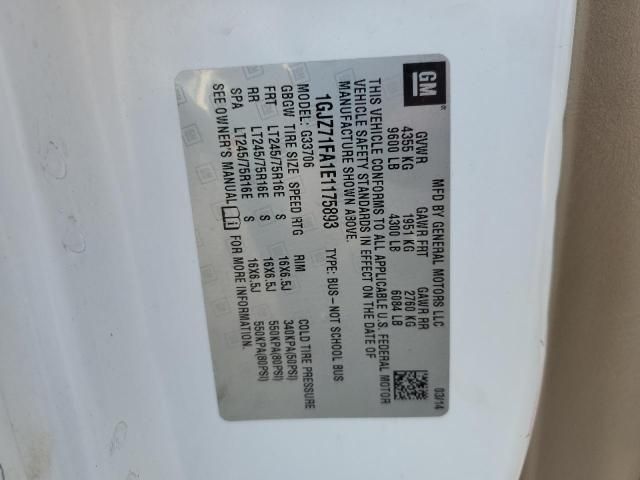 GM
MFD BY GENERAL MOTORS LLC 03/14
GVWR GAWR FRT GAWR RR
4355 KG 1951 KG 2760 KG
9600 LB 4300 LB 6084 LB
THIS VEHICLE CONFORMS TO ALL APPLICABLE U.S. FEDERAL MOTOR
VEHICLE SAFETY STANDARDS IN EFFECT ON THE DATE OF
MANUFACTURE SHOWN ABOVE.
1GJZ71FA1E1175893 TYPE: BUS – NOT SCHOOL BUS
MODEL: G33706
GBGW TIRE SIZE SPEED RTG RIM COLD TIRE PRESSURE
FRT LT245/75R16E S 16X6.5J 340KPA(50PSI)
RR LT245/75R16E S 16X6.5J 550KPA(80PSI)
SPA LT245/75R16E S 16X6.5J 550KPA(80PSI)
SEE OWNER'S MANUAL FOR MORE INFORMATION.